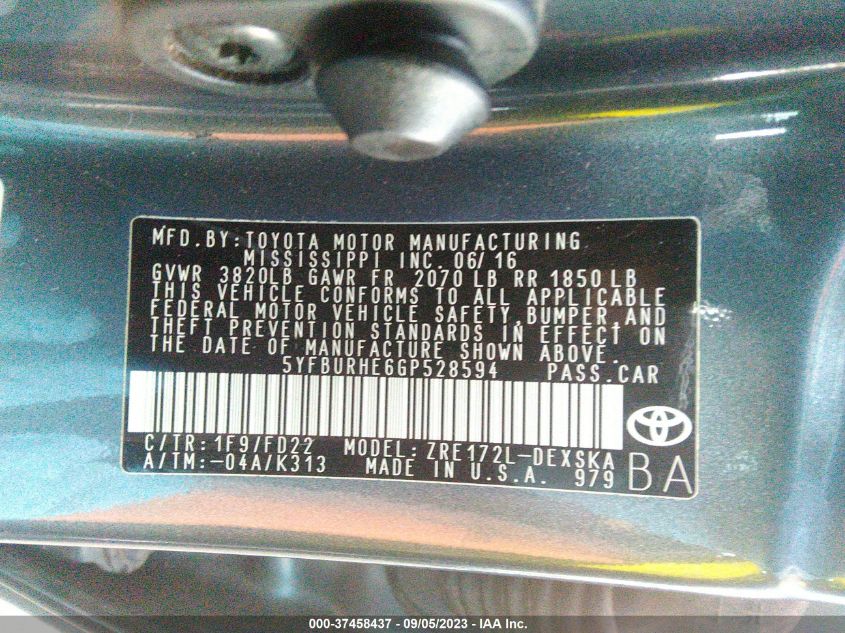 MFD. BY: TOYOTA MOTOR MANUFACTURING
MISSISSIPPI INC. 06/16
GVWR 3820LB GAWR FR 2070 LB RR 1850 LB
THIS VEHICLE CONFORMS TO ALL APPLICABLE
FEDERAL MOTOR VEHICLE SAFETY, BUMPER AND
THEFT PREVENTION STANDARDS IN EFFECT ON
THE DATE OF MANUFACTURE SHOWN ABOVE.
5YFBURHE6GP528594 PASS. CAR
C/TR: 1F9/FD22 MODEL: ZRE172L-DEXSKA
A/TM: -04A/K313 MADE IN U.S.A. 979
BA
000-37458437 - 09/05/2023 - IAA Inc.